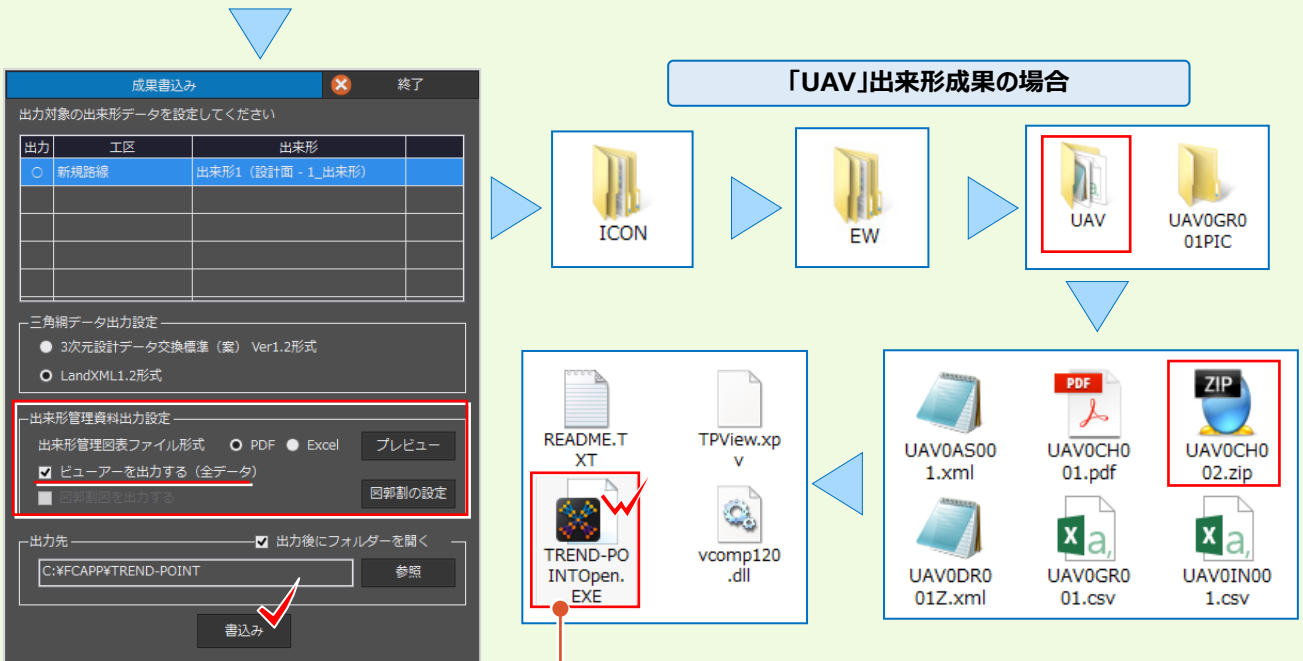 成果書込み
終了
出力対象の出来形データを設定してください
出力 工区 出来形
○ 新規路線 出来形1（設計面 - 1_出来形）
三角網データ出力設定
3次元設計データ交換標準（案） Ver1.2形式
LandXML1.2形式
出来形管理資料出力設定
出来形管理図表ファイル形式 PDF Excel プレビュー
ビューアーを出力する（全データ）
図郭割図を出力する 図郭割の設定
出力先 出力後にフォルダーを開く
C:¥FCAPP¥TREND-POINT 参照
書込み
「UAV」出来形成果の場合
ICON
EW
UAV
UAV0GR0
01PIC
PDF
ZIP
UAV0AS00
1.xml
UAV0CH0
01.pdf
UAV0CH0
02.zip
UAV0DR0
01Z.xml
UAV0GR0
01.csv
UAV0IN00
1.csv
README.T
XT
TPView.xp
v
TREND-PO
INTOpen.
EXE
vcomp120
.dll